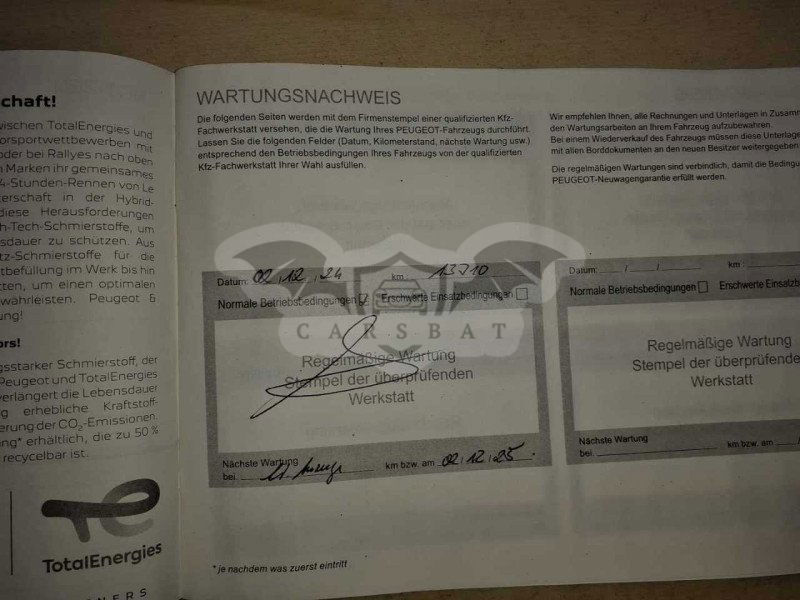 chaft!
wischen TotalEnergies und
orsportwettbewerben mit
oder bei Rallyes nach oben
n Marken ihr gemeinsames
4-Stunden-Rennen von Le
terschaft in der Hybrid-
diese Herausforderungen
h-Tech-Schmierstoffe, um
sdauer zu schützen. Aus
tz-Schmierstoffe für die
tbefüllung im Werk bis hin
tten, um einen optimalen
währleisten. Peugeot &
ung!
ors!
gsstarker Schmierstoff, der
Peugeot und TotalEnergies
verlängert die Lebensdauer
g erhebliche Kraftstoff-
erung der CO₂-Emissionen.
ng* erhältlich, die zu 50 %
recycelbar ist.
TotalEnergies
NERS
WARTUNGSNACHWEIS
Die folgenden Seiten werden mit dem Firmenstempel einer qualifizierten Kfz-
Fachwerkstatt versehen, die die Wartung Ihres PEUGEOT-Fahrzeugs durchführt.
Lassen Sie die folgenden Felder (Datum, Kilometerstand, nächste Wartung usw.)
entsprechend den Betriebsbedingungen Ihres Fahrzeugs von der qualifizierten
Kfz-Fachwerkstatt Ihrer Wahl ausfüllen.
Datum: 02, 12, 24 km
Normale Betriebsbedingungen Erschwerte Einsatzbedingungen
CARSBAT
Regelmäßige Wartung
Stempel der überprüfenden
Werkstatt
Nächste Wartung
bei km bzw. am 02, 12, 25
* je nachdem was zuerst eintritt
Wir empfehlen Ihnen, alle Rechnungen und Unterlagen in Zusam
den Wartungsarbeiten an Ihrem Fahrzeug aufzubewahren.
Bei einem Wiederverkauf des Fahrzeugs müssen diese Unterlage
mit allen Borddokumenten an den neuen Besitzer weitergegeben
Die regelmäßigen Wartungen sind verbindlich, damit die Bedingu
PEUGEOT-Neuwagengarantie erfüllt werden.
Datum: / / km :
Normale Betriebsbedingungen Erschwerte Einsatzb
Regelmäßige Wartung
Stempel der überprüfenden
Werkstatt
Nächste Wartung
bei. km bzw. am /